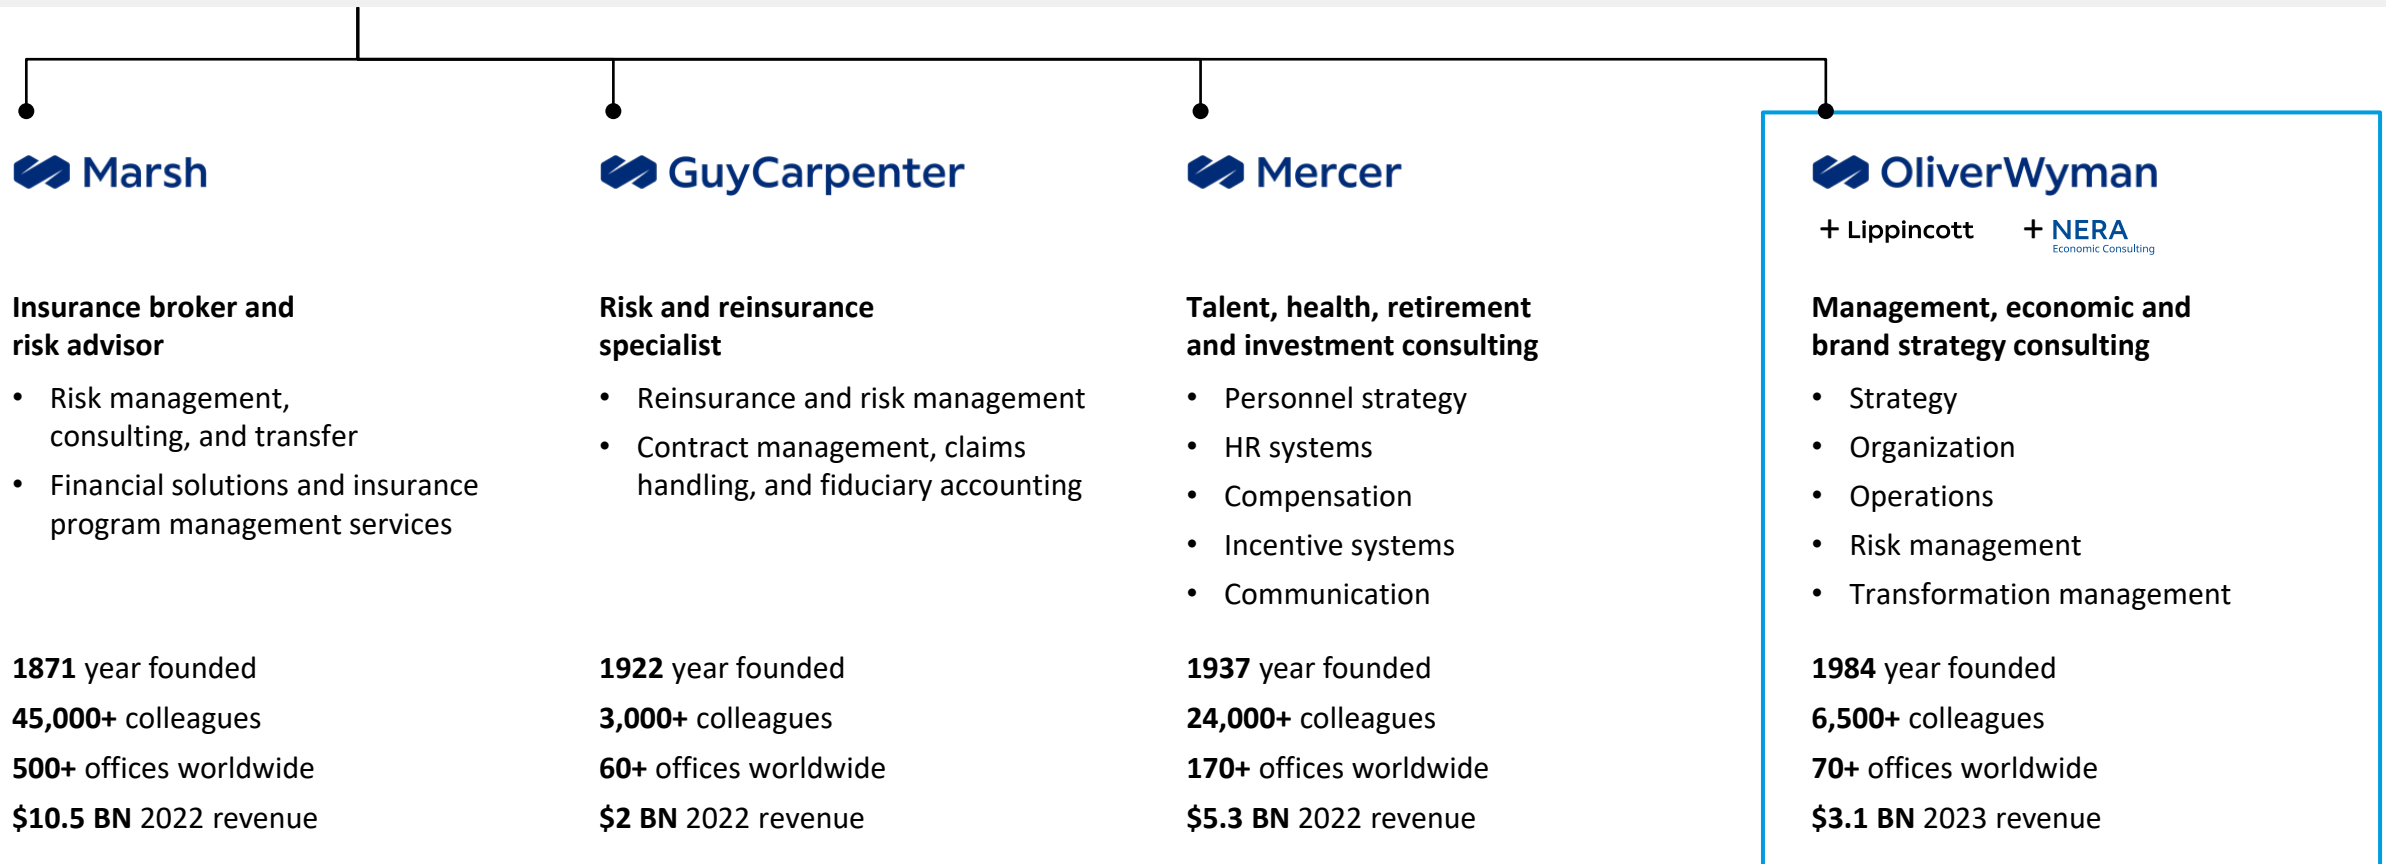 Marsh
Insurance broker and
risk advisor
• Risk management,
consulting, and transfer
• Financial solutions and insurance
program management services
1871 year founded
45,000+ colleagues
500+ offices worldwide
$10.5 BN 2022 revenue
GuyCarpenter
Risk and reinsurance
specialist
• Reinsurance and risk management
• Contract management, claims
handling, and fiduciary accounting
1922 year founded
3,000+ colleagues
60+ offices worldwide
$2 BN 2022 revenue
Mercer
Talent, health, retirement
and investment consulting
• Personnel strategy
• HR systems
• Compensation
• Incentive systems
• Communication
1937 year founded
24,000+ colleagues
170+ offices worldwide
$5.3 BN 2022 revenue
OliverWyman
+ Lippincott + NERA
Economic Consulting
Management, economic and
brand strategy consulting
• Strategy
• Organization
• Operations
• Risk management
• Transformation management
1984 year founded
6,500+ colleagues
70+ offices worldwide
$3.1 BN 2023 revenue